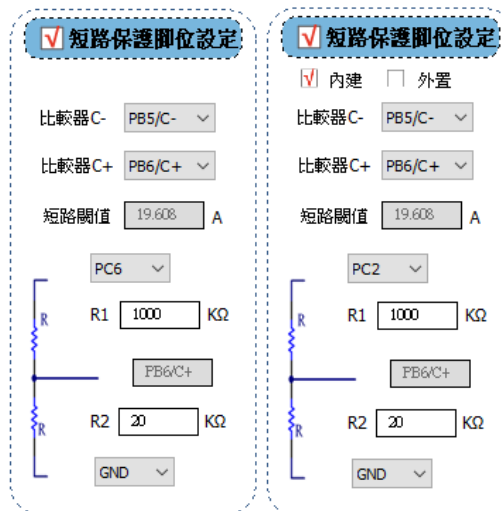 短路保護腳位設定
比較器C- PB5/C-
比較器C+ PB6/C+
短路閥值 19.608 A
PC6
R
R1 1000 KΩ
PB6/C+
R
R2 20 KΩ
GND
短路保護腳位設定
內建 外置
比較器C- PB5/C-
比較器C+ PB6/C+
短路閥值 19.608 A
PC2
R
R1 1000 KΩ
PB6/C+
R
R2 20 KΩ
GND